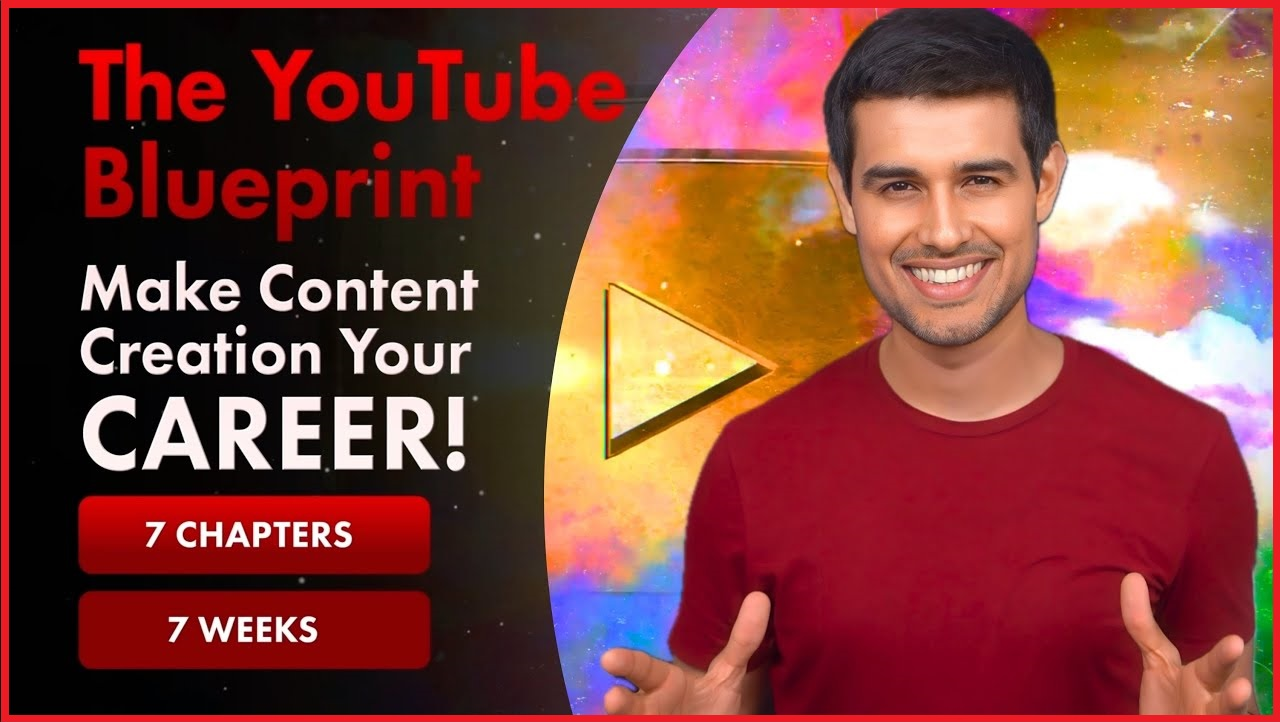 The YouTube
Blueprint
Make Content
Creation Your
CAREER!
7 CHAPTERS
7 WEEKS